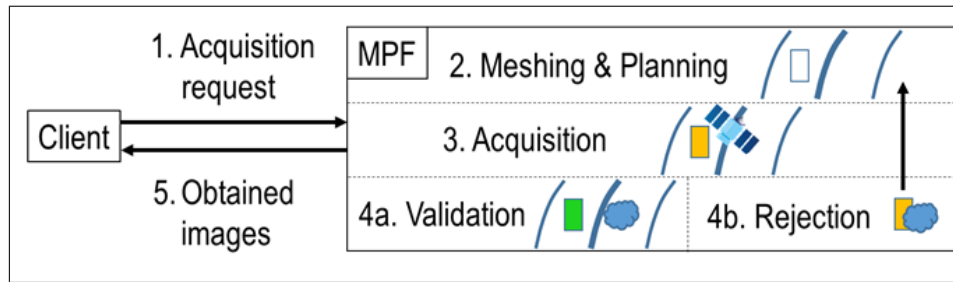 1. Acquisition
request
MPF
2. Meshing & Planning
Client
3. Acquisition
5. Obtained
images
4a. Validation
4b. Rejection